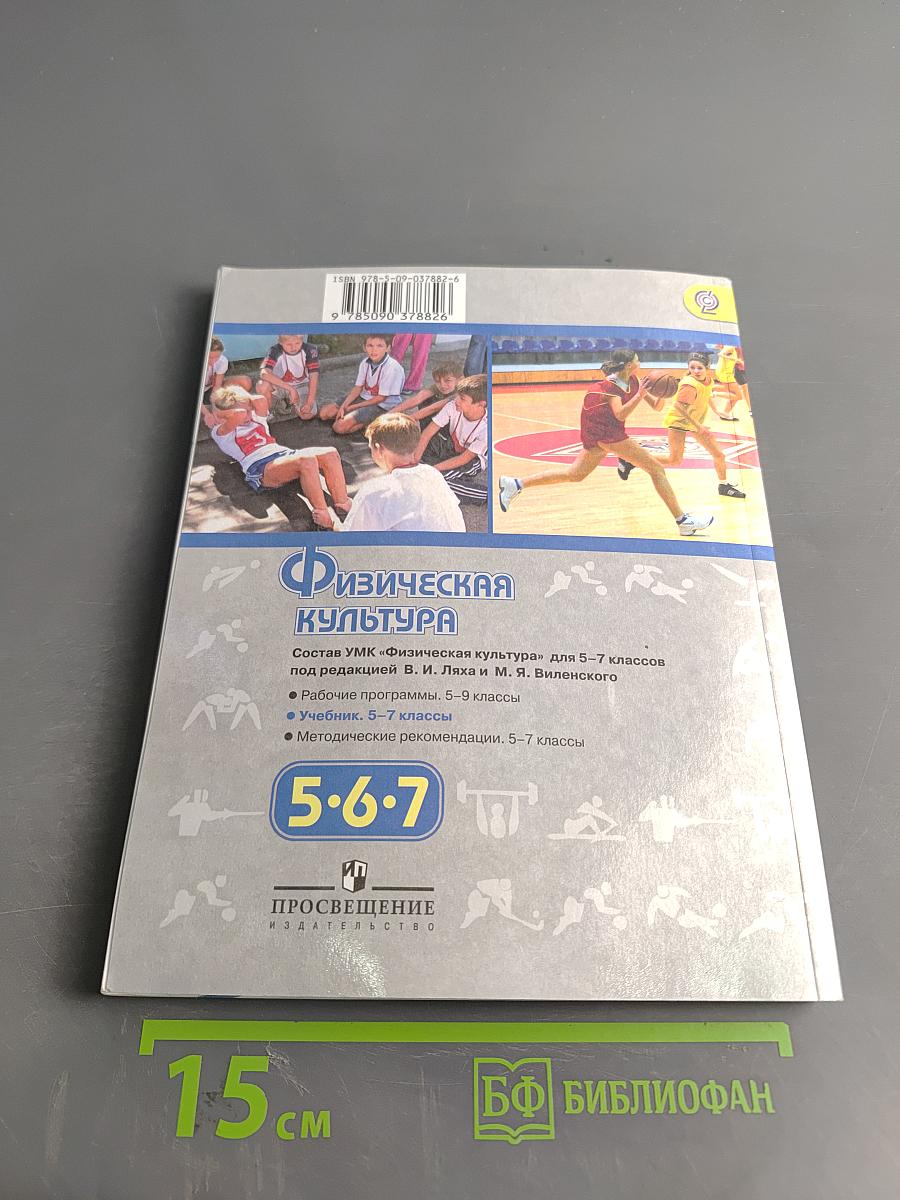 ISBN 978-5-09-037882-6
9 785090 378826
3
Физическая
культура
Состав УМК «Физическая культура» для 5–7 классов
под редакцией В. И. Ляха и М. Я. Виленского
● Рабочие программы. 5–9 классы
● Учебник. 5–7 классы
● Методические рекомендации. 5–7 классы
5•6•7
ПРОСВЕЩЕНИЕ
ИЗДАТЕЛЬСТВО
15 см
БФ БИБЛИОФАН